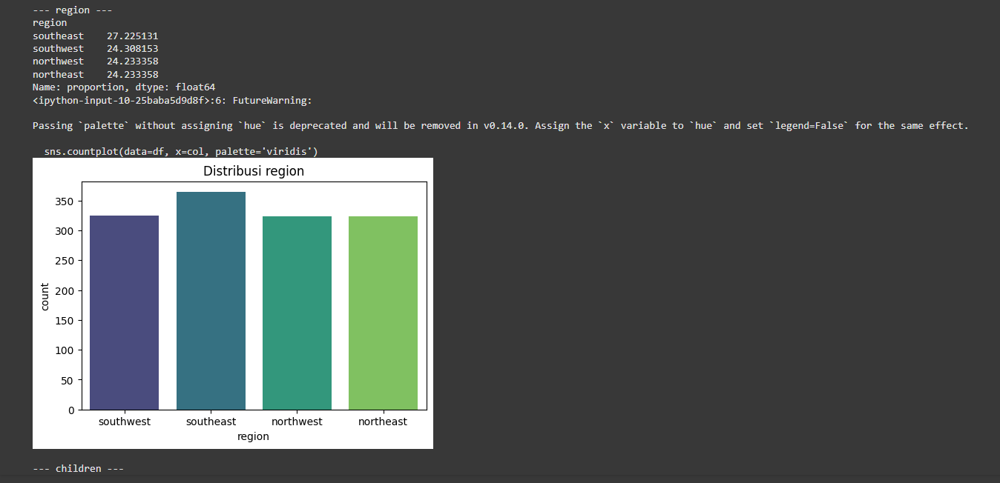 --- region ---
region
southeast    27.225131
southwest    24.308153
northwest    24.233358
northeast    24.233358
Name: proportion, dtype: float64
<ipython-input-10-25baba5d9d8f>:6: FutureWarning:
Passing `palette` without assigning `hue` is deprecated and will be removed in v0.14.0. Assign the `x` variable to `hue` and set `legend=False` for the same effect.
  sns.countplot(data=df, x=col, palette='viridis')
Distribusi region
350
300
250
200
150
100
50
0
count
southwest southeast northwest northeast
region
--- children ---